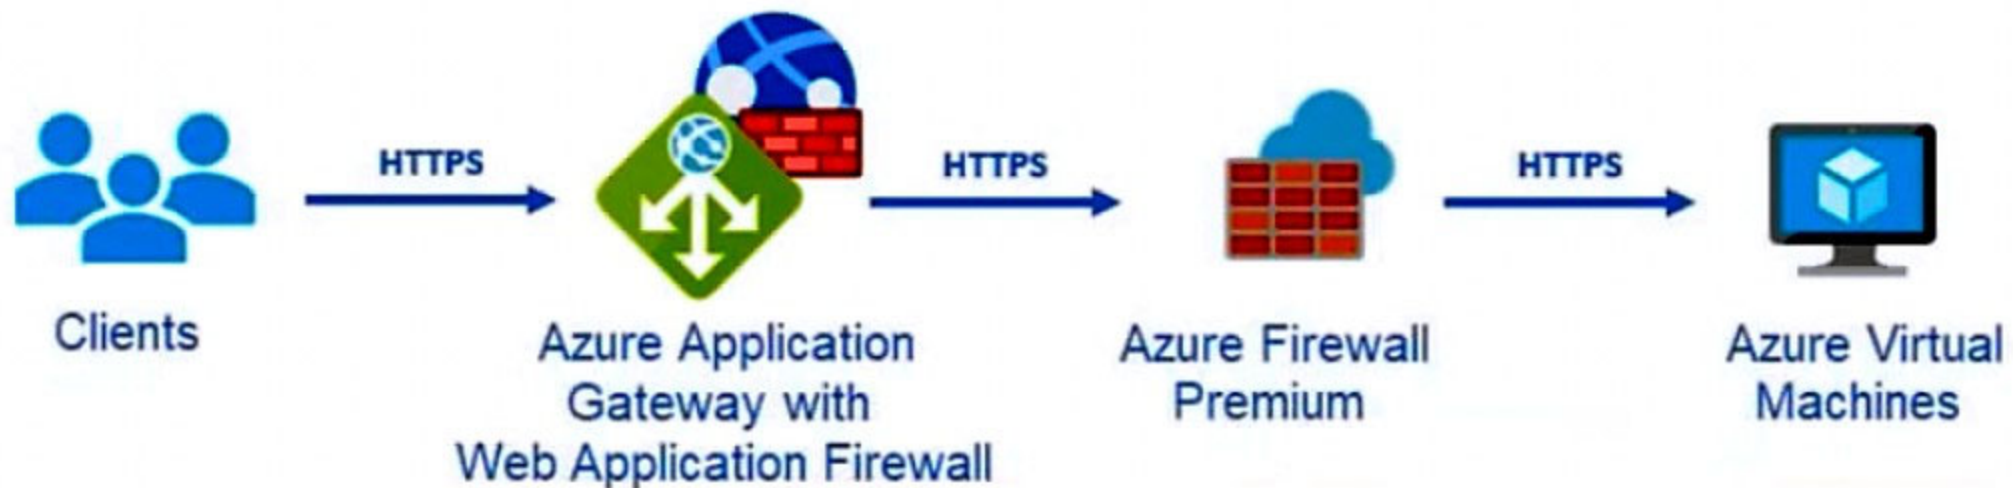 HTTPS
HTTPS
HTTPS
Clients
Azure Application
Gateway with
Web Application Firewall
Azure Firewall
Premium
Azure Virtual
Machines